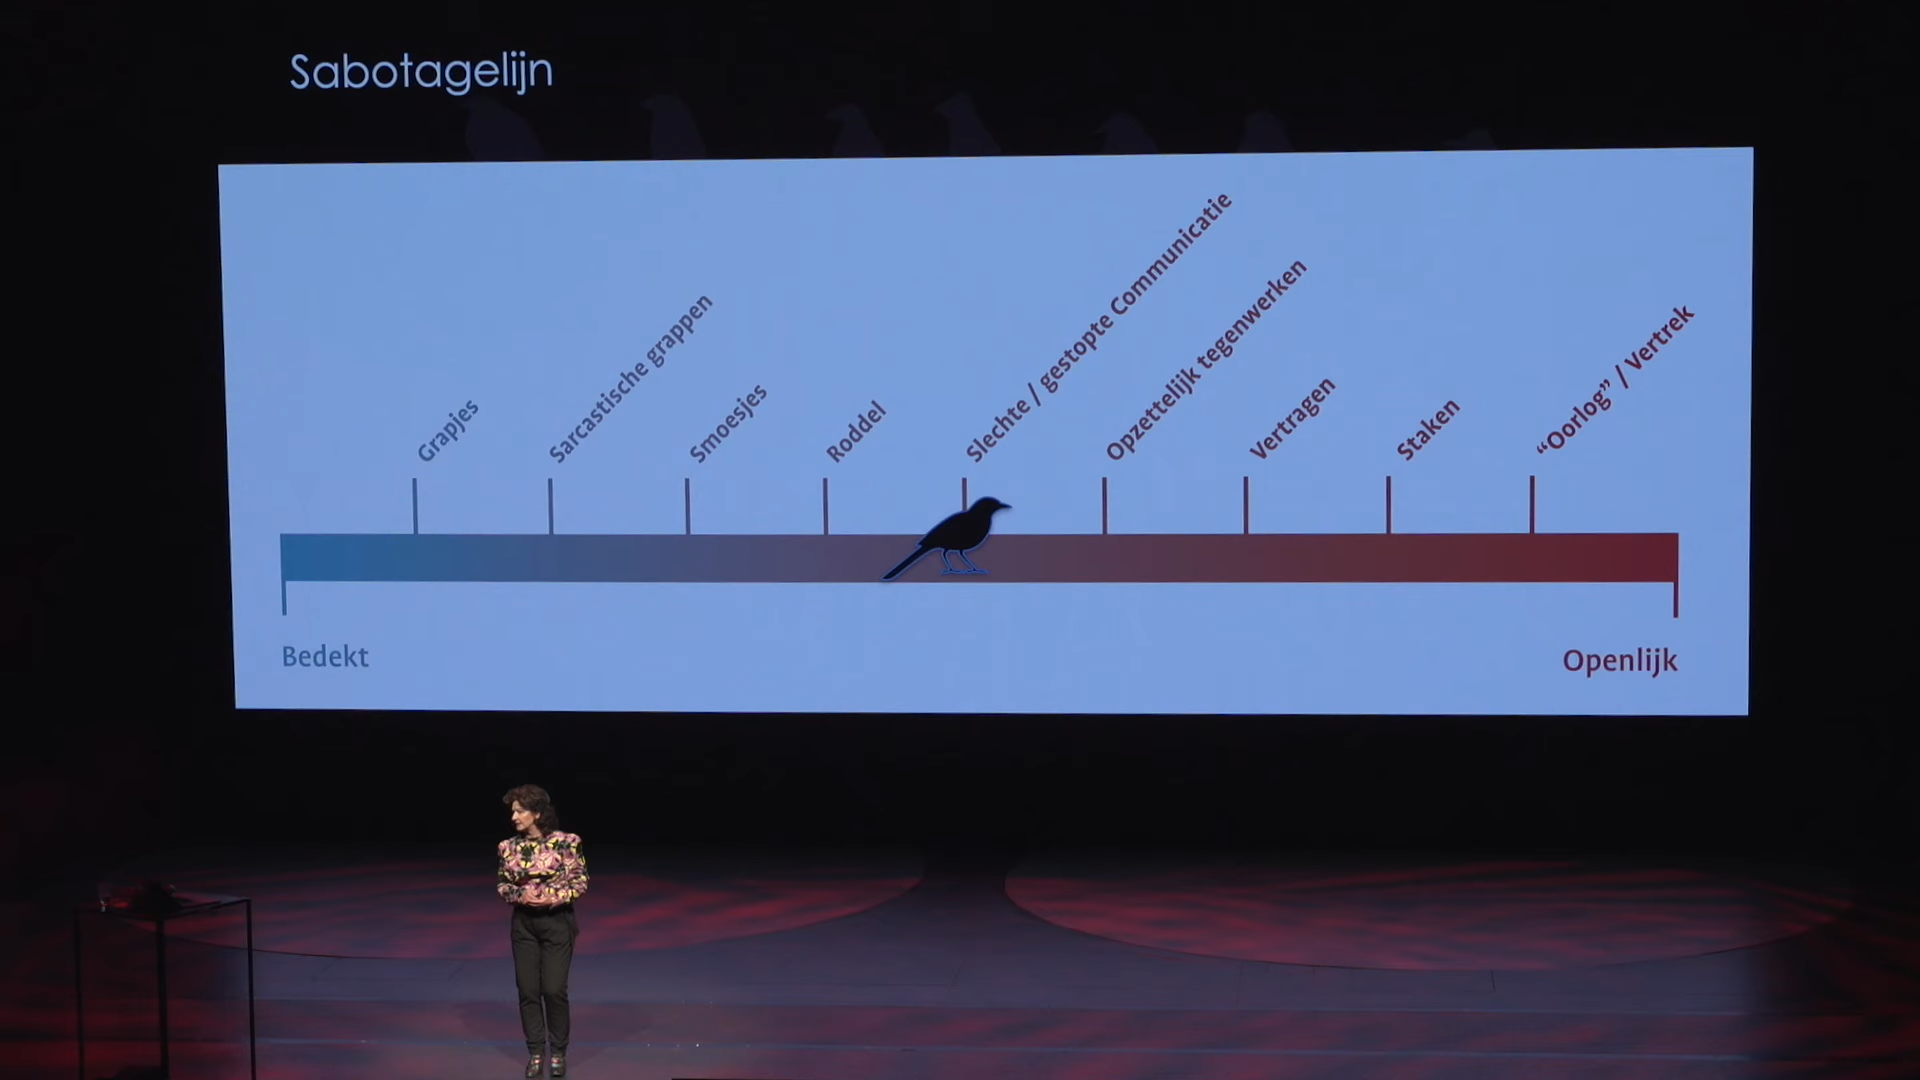 Sabotagelijn
Grapjes
Sarcastische grappen
Smoesjes
Roddel
Slechte / gestopte Communicatie
Opzettelijk tegenwerken
Vertragen
Staken
“Oorlog” / Vertrek
Bedekt
Openlijk